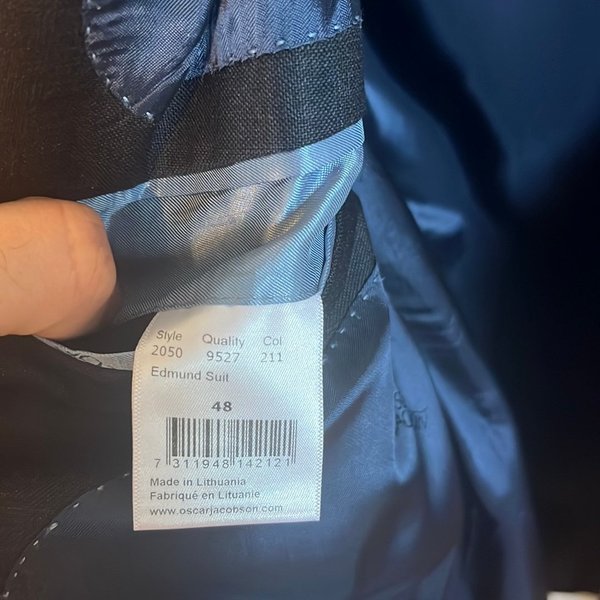 Style Quality Col
2050 9527 211
Edmund Suit
48
7 311948 142121
Made in Lithuania
Fabriqué en Lituanie
www.oscarjacobson.com